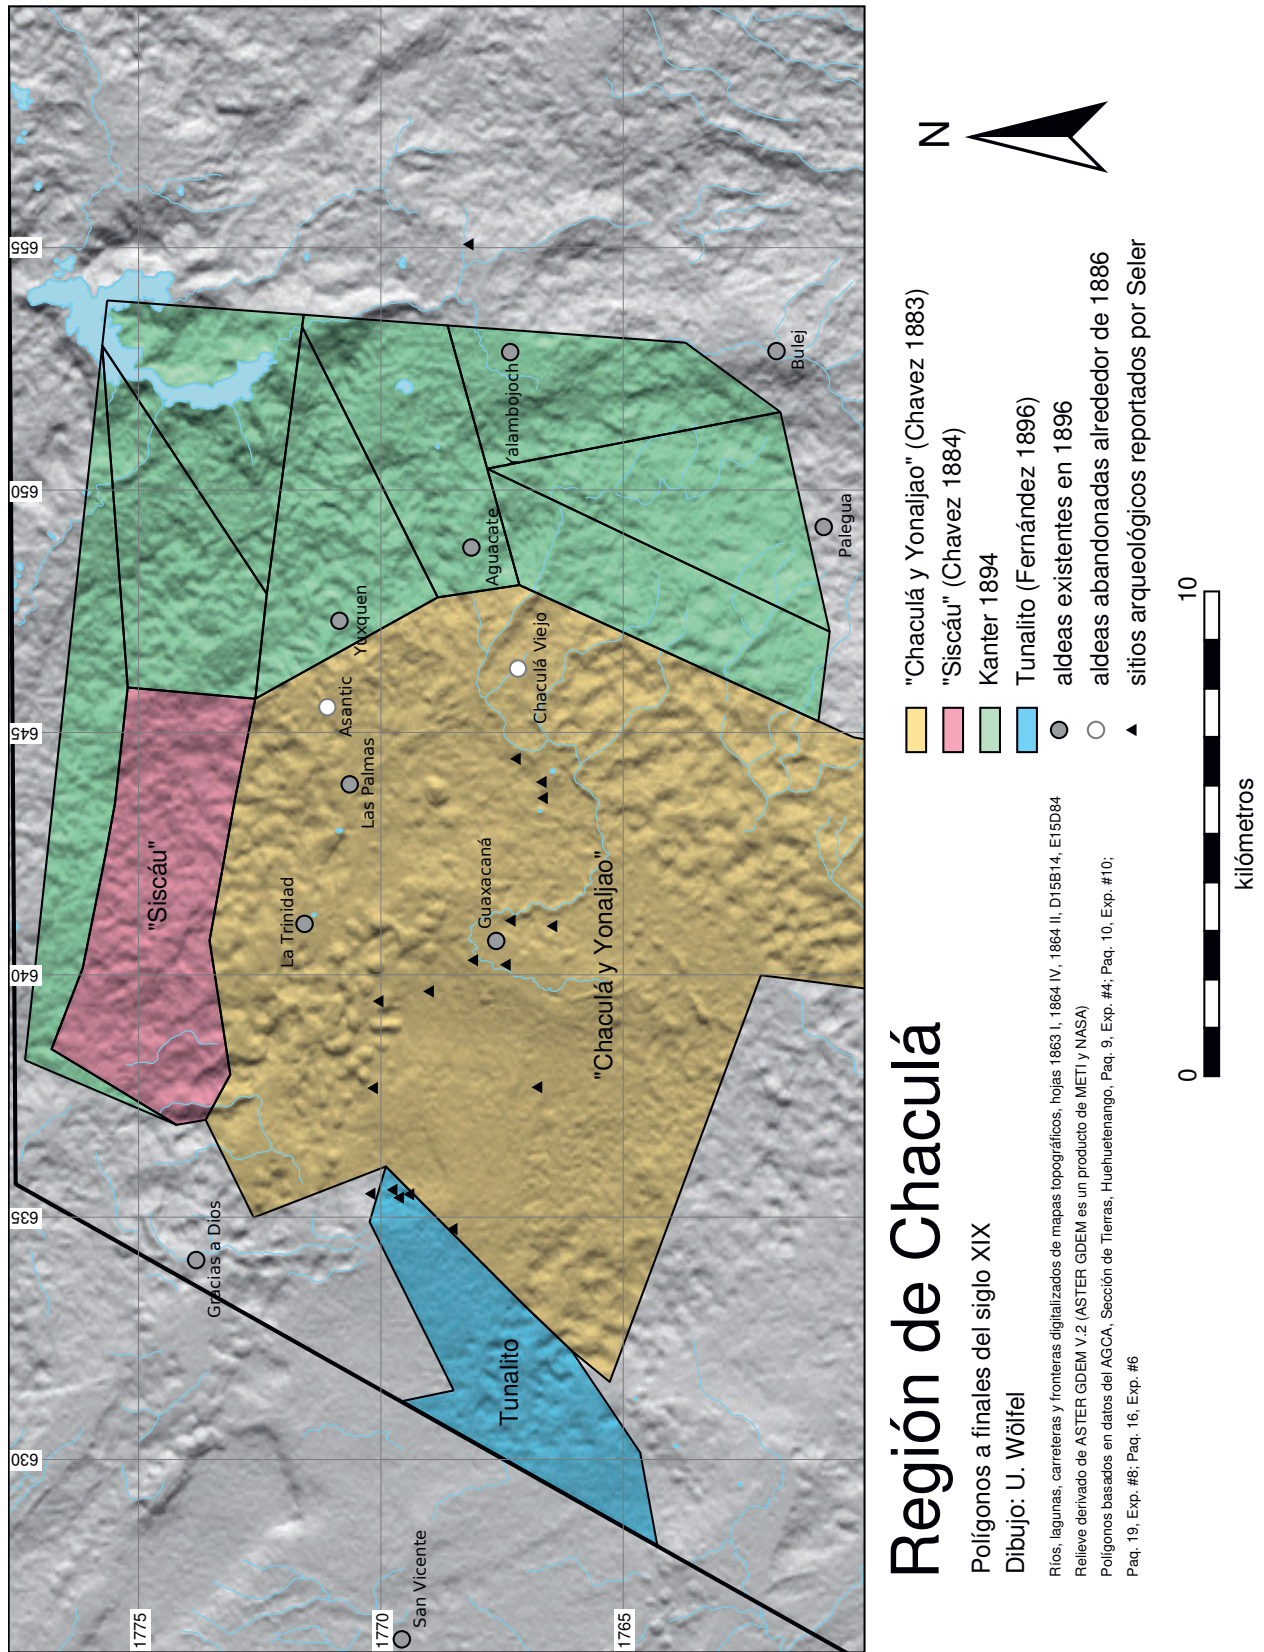 630
635
640
645
650
655
1775
1770
1765
San Vicente
Gracias a Dios
Tunalito
"Siscáu"
La Trinidad
Las Palmas
Asantic
Yuxquen
Guaxacaná
"Chaculá y Yonaljao"
Chaculá Viejo
Aguacate
Yalambojoch
Bulej
Palegua
Región de Chaculá
Polígonos a finales del siglo XIX
Dibujo: U. Wölfel
Ríos, lagunas, carreteras y fronteras digitalizados de mapas topográficos, hojas 1863 I, 1864 IV, 1864 II, D15B14, E15D84
Relieve derivado de ASTER GDEM V.2 (ASTER GDEM es un producto de METI y NASA)
Polígonos basados en datos del AGCA, Sección de Tierras, Huehuetenango, Paq. 9, Exp. #4; Paq. 10, Exp. #10;
Paq. 19, Exp. #8; Paq. 16, Exp. #6
"Chaculá y Yonaljao" (Chavez 1883)
"Siscáu" (Chavez 1884)
Kanter 1894
Tunalito (Fernández 1896)
aldeas existentes en 1896
aldeas abandonadas alrededor de 1886
sitios arqueológicos reportados por Seler
N
0
10
kilómetros